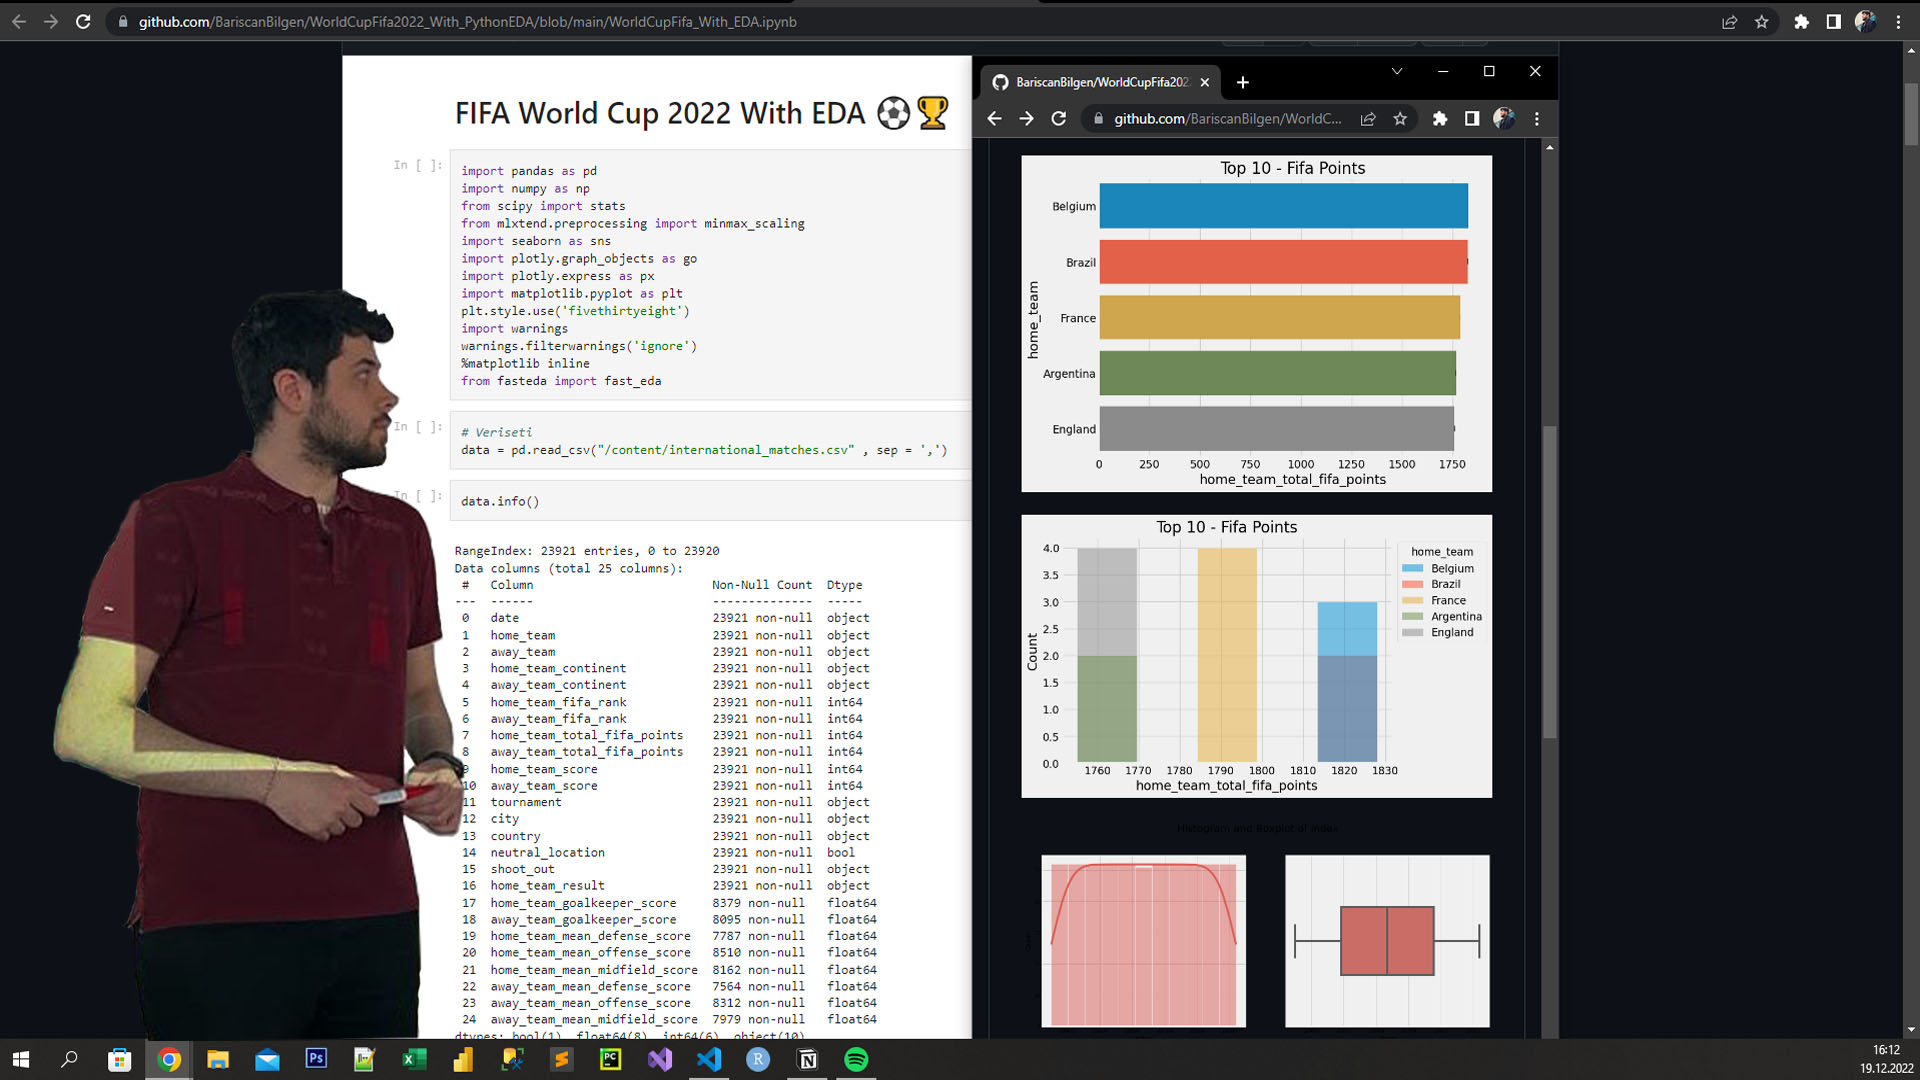 github.com/BariscanBilgen/WorldCupFifa2022_With_PythonEDA/blob/main/WorldCupFifa_With_EDA.ipynb
FIFA World Cup 2022 With EDA ⚽🏆
In [ ]:
import pandas as pd
import numpy as np
from scipy import stats
from mlxtend.preprocessing import minmax_scaling
import seaborn as sns
import plotly.graph_objects as go
import plotly.express as px
import matplotlib.pyplot as plt
plt.style.use('fivethirtyeight')
import warnings
warnings.filterwarnings('ignore')
%matplotlib inline
from fasteda import fast_eda
In [ ]:
# Veriseti
data = pd.read_csv("/content/international_matches.csv" , sep = ',')
In [ ]:
data.info()
RangeIndex: 23921 entries, 0 to 23920
Data columns (total 25 columns):
# Column Non-Null Count Dtype
--- ------ -------------- -----
0 date 23921 non-null object
1 home_team 23921 non-null object
2 away_team 23921 non-null object
3 home_team_continent 23921 non-null object
4 away_team_continent 23921 non-null object
5 home_team_fifa_rank 23921 non-null int64
6 away_team_fifa_rank 23921 non-null int64
7 home_team_total_fifa_points 23921 non-null int64
8 away_team_total_fifa_points 23921 non-null int64
9 home_team_score 23921 non-null int64
10 away_team_score 23921 non-null int64
11 tournament 23921 non-null object
12 city 23921 non-null object
13 country 23921 non-null object
14 neutral_location 23921 non-null bool
15 shoot_out 23921 non-null object
16 home_team_result 23921 non-null object
17 home_team_goalkeeper_score 8379 non-null float64
18 away_team_goalkeeper_score 8095 non-null float64
19 home_team_mean_defense_score 7787 non-null float64
20 home_team_mean_offense_score 8510 non-null float64
21 home_team_mean_midfield_score 8162 non-null float64
22 away_team_mean_defense_score 7564 non-null float64
23 away_team_mean_offense_score 8312 non-null float64
24 away_team_mean_midfield_score 7979 non-null float64
dtypes: bool(1), float64(8), int64(6), object(10)
BariscanBilgen/WorldCupFifa202
github.com/BariscanBilgen/WorldC...
Top 10 - Fifa Points
home_team
Belgium
Brazil
France
Argentina
England
0 250 500 750 1000 1250 1500 1750
home_team_total_fifa_points
Top 10 - Fifa Points
Count
4.0
3.5
3.0
2.5
2.0
1.5
1.0
0.5
0.0
home_team
Belgium
Brazil
France
Argentina
England
1760 1770 1780 1790 1800 1810 1820 1830
home_team_total_fifa_points
Histogram and Boxplot of index
Ps
PC
R
N
16:12
19.12.2022